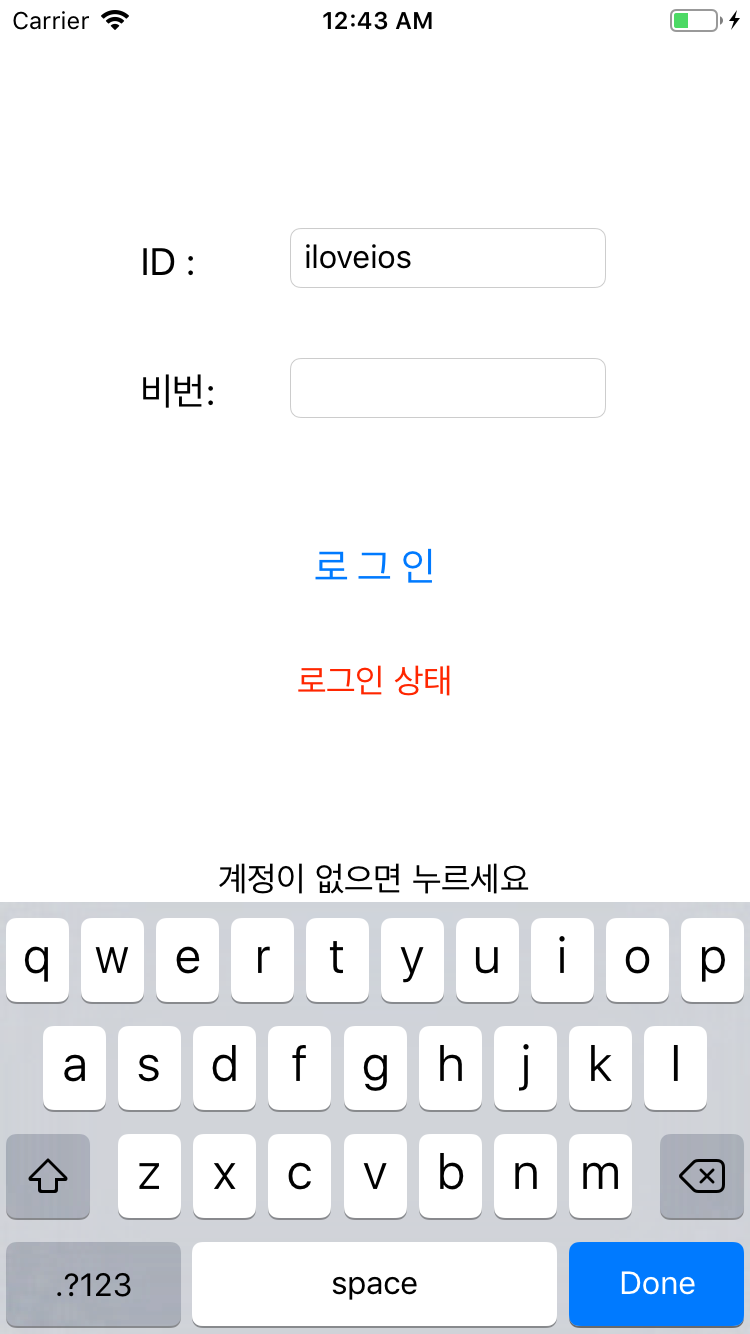 Carrier 12:43 AM
ID : iloveios
비번:
로 그 인
로그인 상태
계정이 없으면 누르세요
q w e r t y u i o p
a s d f g h j k l
z x c v b n m
.?123 space Done